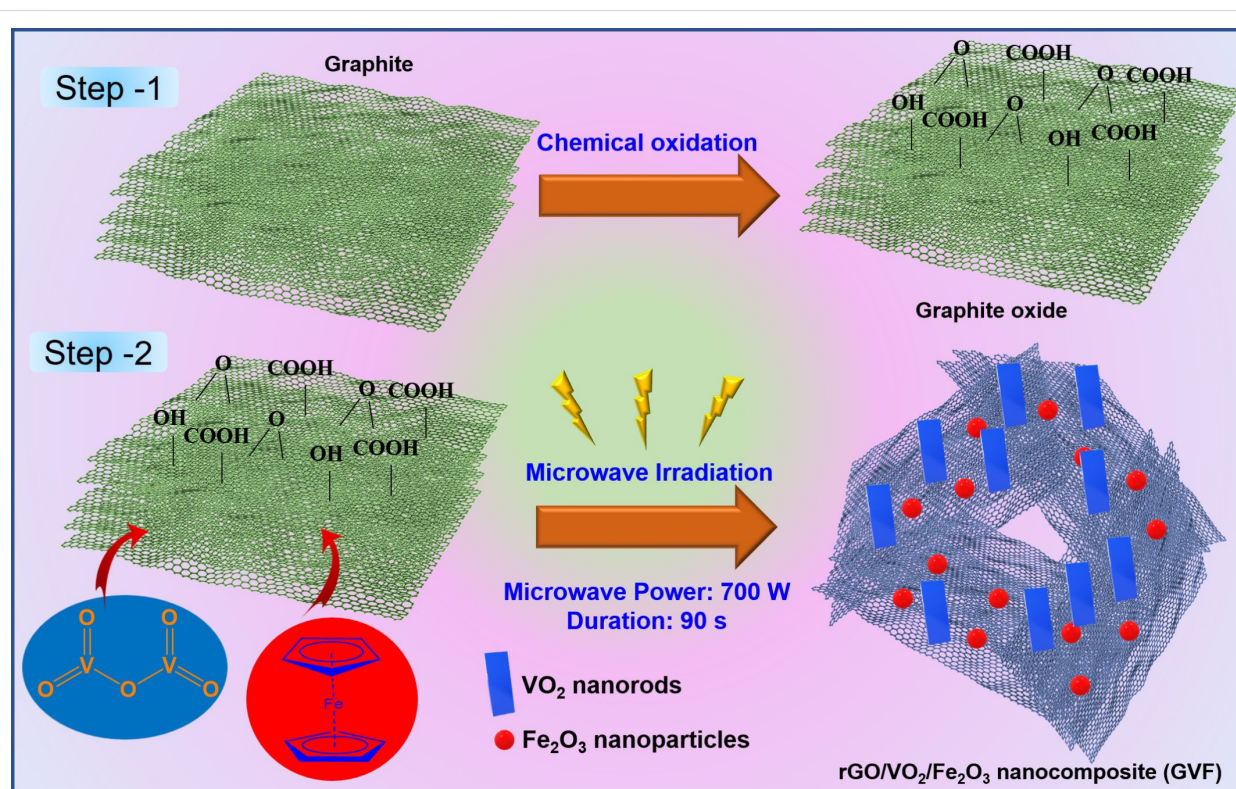 Step -1
Graphite
Chemical oxidation
O
COOH
O
COOH
OH
COOH
O
OH
COOH
Graphite oxide
Step -2
O
COOH
O
COOH
OH
COOH
O
OH
COOH
Microwave Irradiation
Microwave Power: 700 W
Duration: 90 s
O
O
O
V
O
V
O
Fe
VO₂ nanorods
Fe₂O₃ nanoparticles
rGO/VO₂/Fe₂O₃ nanocomposite (GVF)